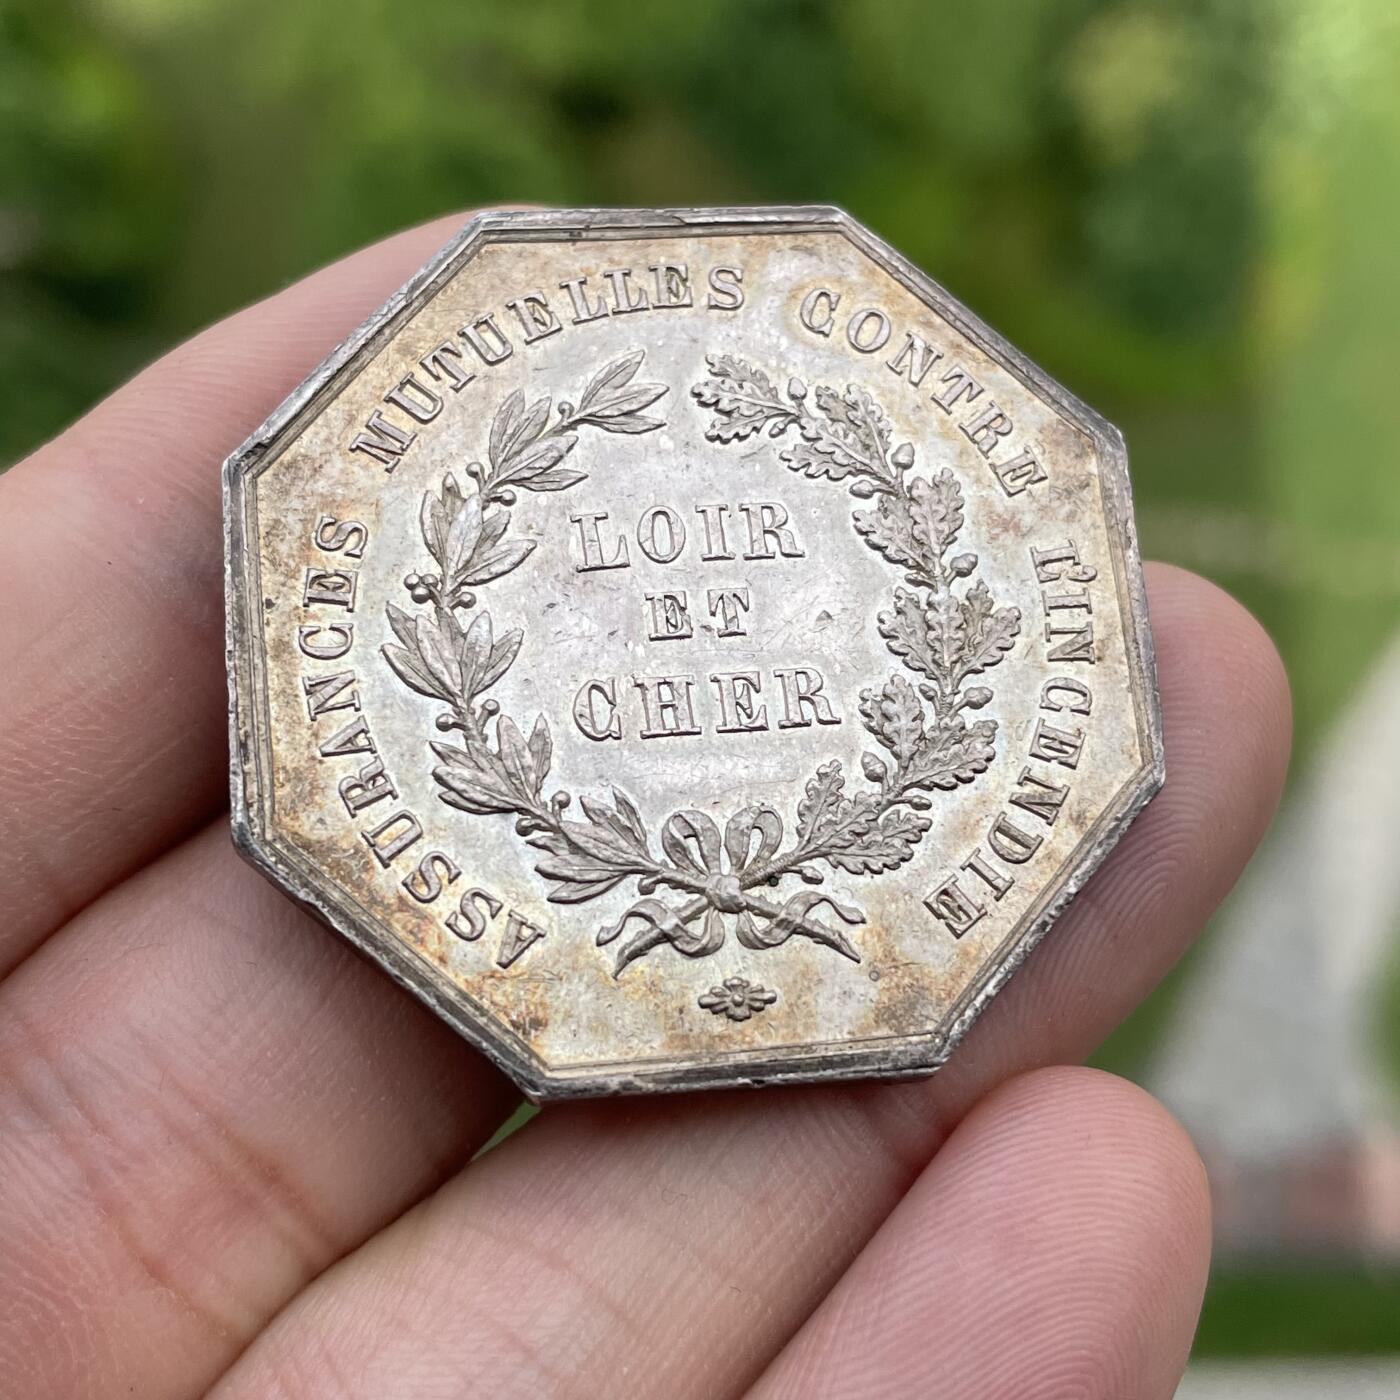 ASSURANCES MUTUELLES CONTRE L'INCENDIE
LOIR
ET
CHER